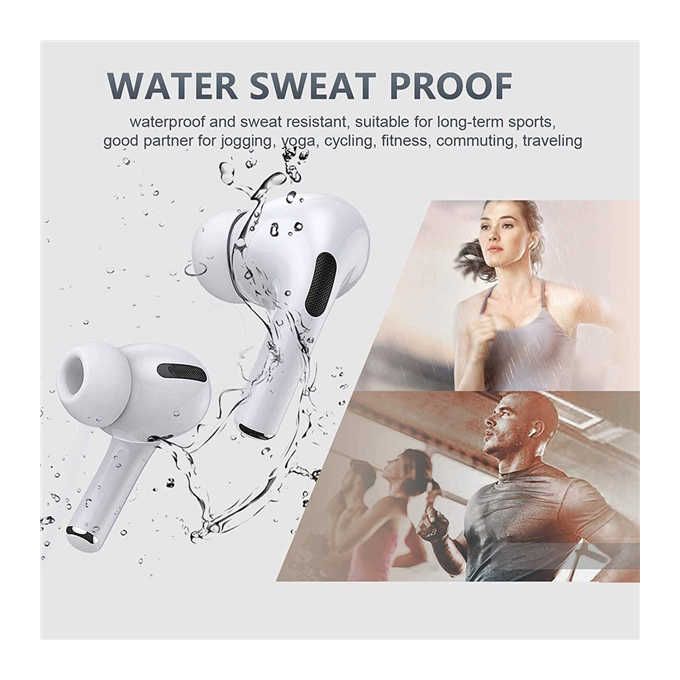 WATER SWEAT PROOF
waterproof and sweat resistant, suitable for long-term sports,
good partner for jogging, yoga, cycling, fitness, commuting, traveling